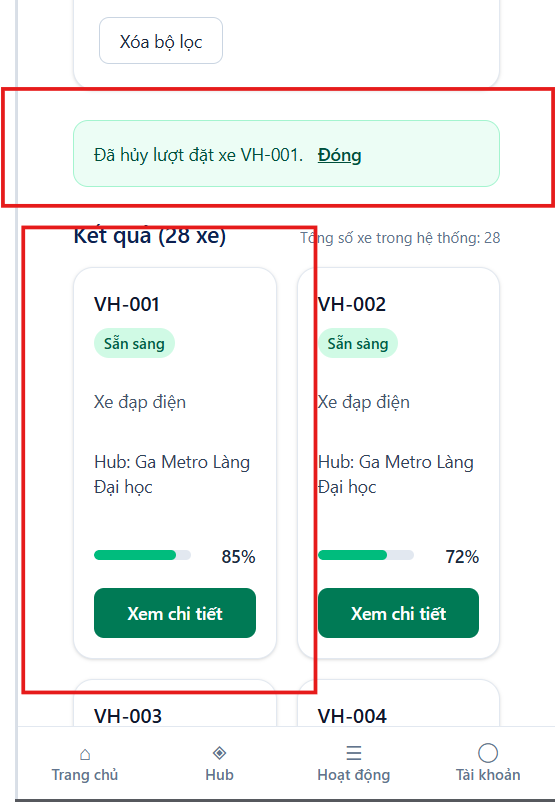 Xóa bộ lọc
Đã hủy lượt đặt xe VH-001. Đóng
Kết quả (28 xe)
Tổng số xe trong hệ thống: 28
VH-001
Sẵn sàng
Xe đạp điện
Hub: Ga Metro Làng
Đại học
85%
Xem chi tiết
VH-002
Sẵn sàng
Xe đạp điện
Hub: Ga Metro Làng
Đại học
72%
Xem chi tiết
VH-003
VH-004
Trang chủ
Hub
Hoạt động
Tài khoản